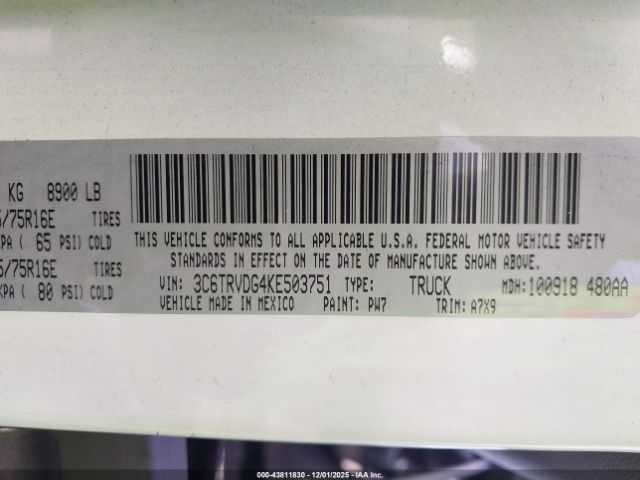 KG 8900 LB
/75R16E TIRES
KPA ( 65 PSI) COLD
/75R16E TIRES
KPA ( 80 PSI) COLD
THIS VEHICLE CONFORMS TO ALL APPLICABLE U.S.A. FEDERAL MOTOR VEHICLE SAFETY
STANDARDS IN EFFECT ON THE DATE OF MANUFACTURE SHOWN ABOVE.
VIN: 3C6TRVDG4KE503751 TYPE: TRUCK MDH: 100918 480AA
VEHICLE MADE IN MEXICO PAINT: PW7 TRIM: A7X9
000-43811830 - 12/01/2025 - IAA Inc.